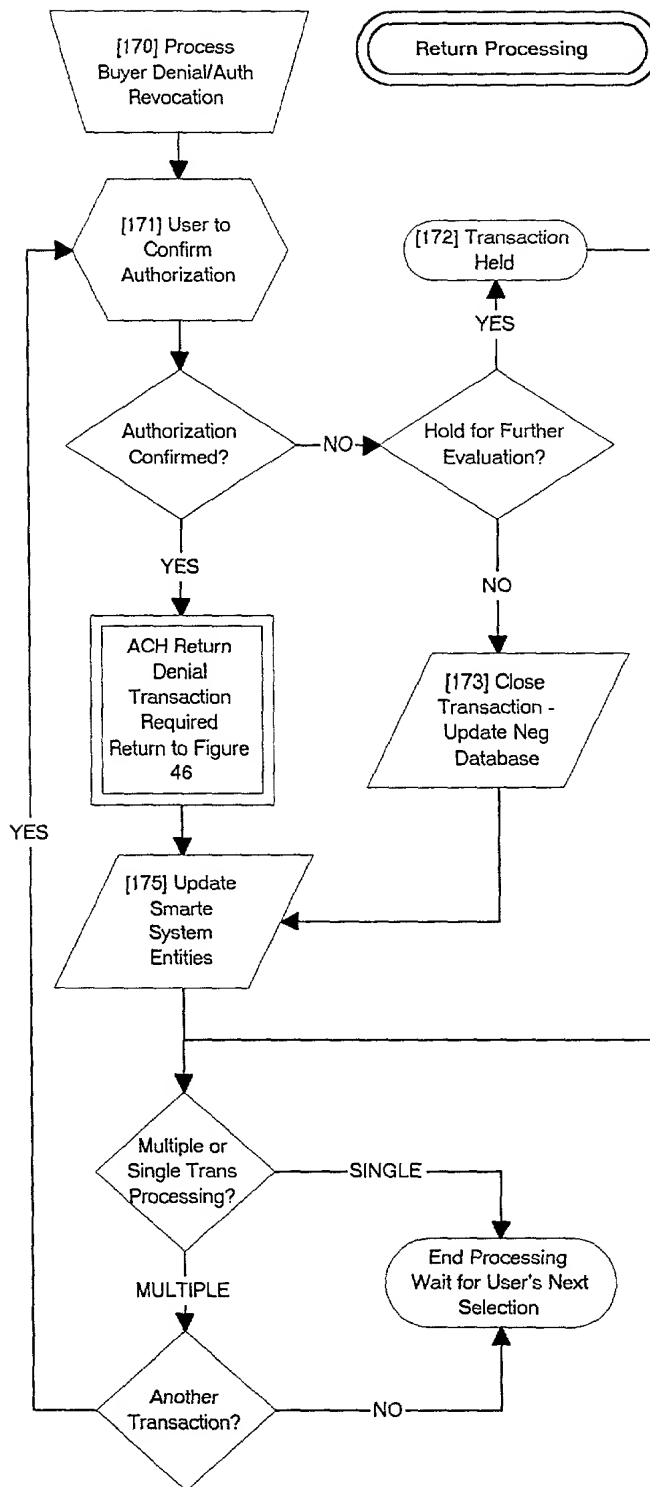 [170] Process
Buyer Denial/Auth
Revocation
Return Processing
[171] User to
Confirm
Authorization
[172] Transaction
Held
YES
Authorization
Confirmed?
NO
Hold for Further
Evaluation?
YES
NO
ACH Return
Denial
Transaction
Required
Return to Figure
46
[173] Close
Transaction -
Update Neg
Database
YES
[175] Update
Smarte
System
Entities
Multiple or
Single Trans
Processing?
SINGLE
End Processing
Wait for User's Next
Selection
MULTIPLE
Another
Transaction?
NO